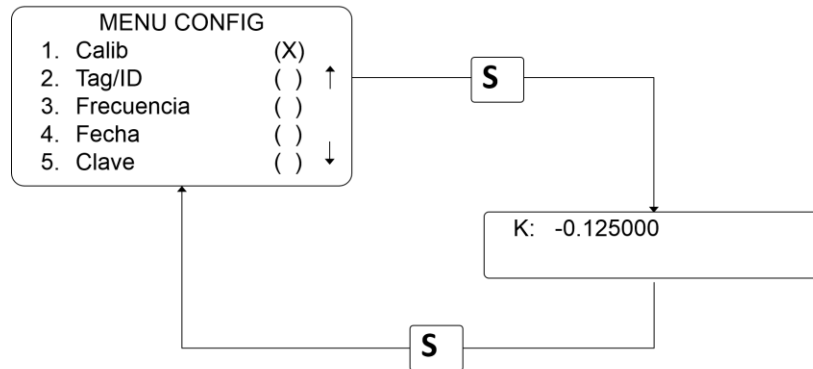 MENU CONFIG
1. Calib (X)
2. Tag/ID ( ) ↑
3. Frecuencia ( )
4. Fecha ( )
5. Clave ( ) ↓
S
K: -0.125000
S